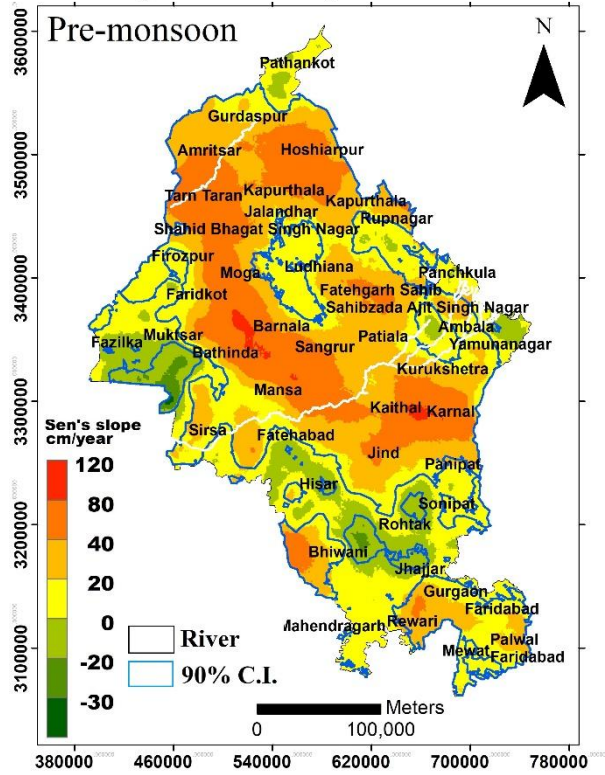 Pre-monsoon
N
3600000
3500000
3400000
3300000
3200000
3100000
Pathankot
Gurdaspur
Amritsar
Hoshiarpur
Tarn Taran
Kapurthala
Kapurthala
Jalandhar
Rupnagar
Shahid Bhagat Singh Nagar
Firozpur
Moga
Ludhiana
Panchkula
Faridkot
Fatehgarh Sahib
Sahibzada Ajit Singh Nagar
Fazilka
Muktsar
Barnala
Patiala
Ambala
Bathinda
Sangrur
Yamunanagar
Kurukshetra
Mansa
Kaithal
Karnal
Sirsa
Fatehabad
Jind
Panipat
Hisar
Sonipat
Rohtak
Bhiwani
Jhajjar
Gurgaon
Mahendragarh
Rewari
Faridabad
Palwal
Mewat
Faridabad
Sen's slope
cm/year
120
80
40
20
0
-20
-30
River
90% C.I.
Meters
0
100,000
380000
460000
540000
620000
700000
780000